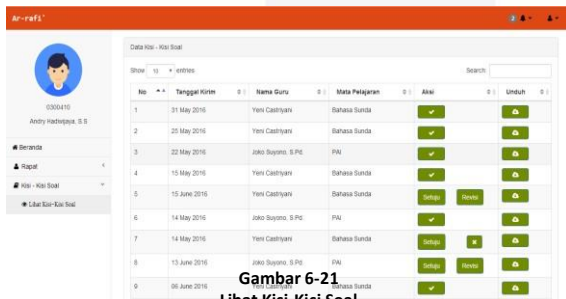 Ar-rafi'
2
Data Kisi - Kisi Soal
Show 10 entries
Search:
No Tanggal Kirim Nama Guru Mata Pelajaran Aksi Unduh
1 31 May 2016 Yeni Castriyani Bahasa Sunda
2 25 May 2016 Yeni Castriyani Bahasa Sunda
3 22 May 2016 Joko Suyono, S.Pd. PAI
4 15 May 2016 Yeni Castriyani Bahasa Sunda
5 15 June 2016 Yeni Castriyani Bahasa Sunda Setuju Revisi
6 14 May 2016 Joko Suyono, S.Pd. PAI
7 14 May 2016 Yeni Castriyani Bahasa Sunda Setuju
8 13 June 2016 Joko Suyono, S.Pd. PAI Setuju Revisi
9 06 June 2016 Yeni Castriyani Bahasa Sunda
0300410
Andry Hadwijaya, S.S
Beranda
Rapat
Kisi - Kisi Soal
Lihat Kisi-Kisi Soal
Gambar 6-21
Lihat Kisi-Kisi Soal